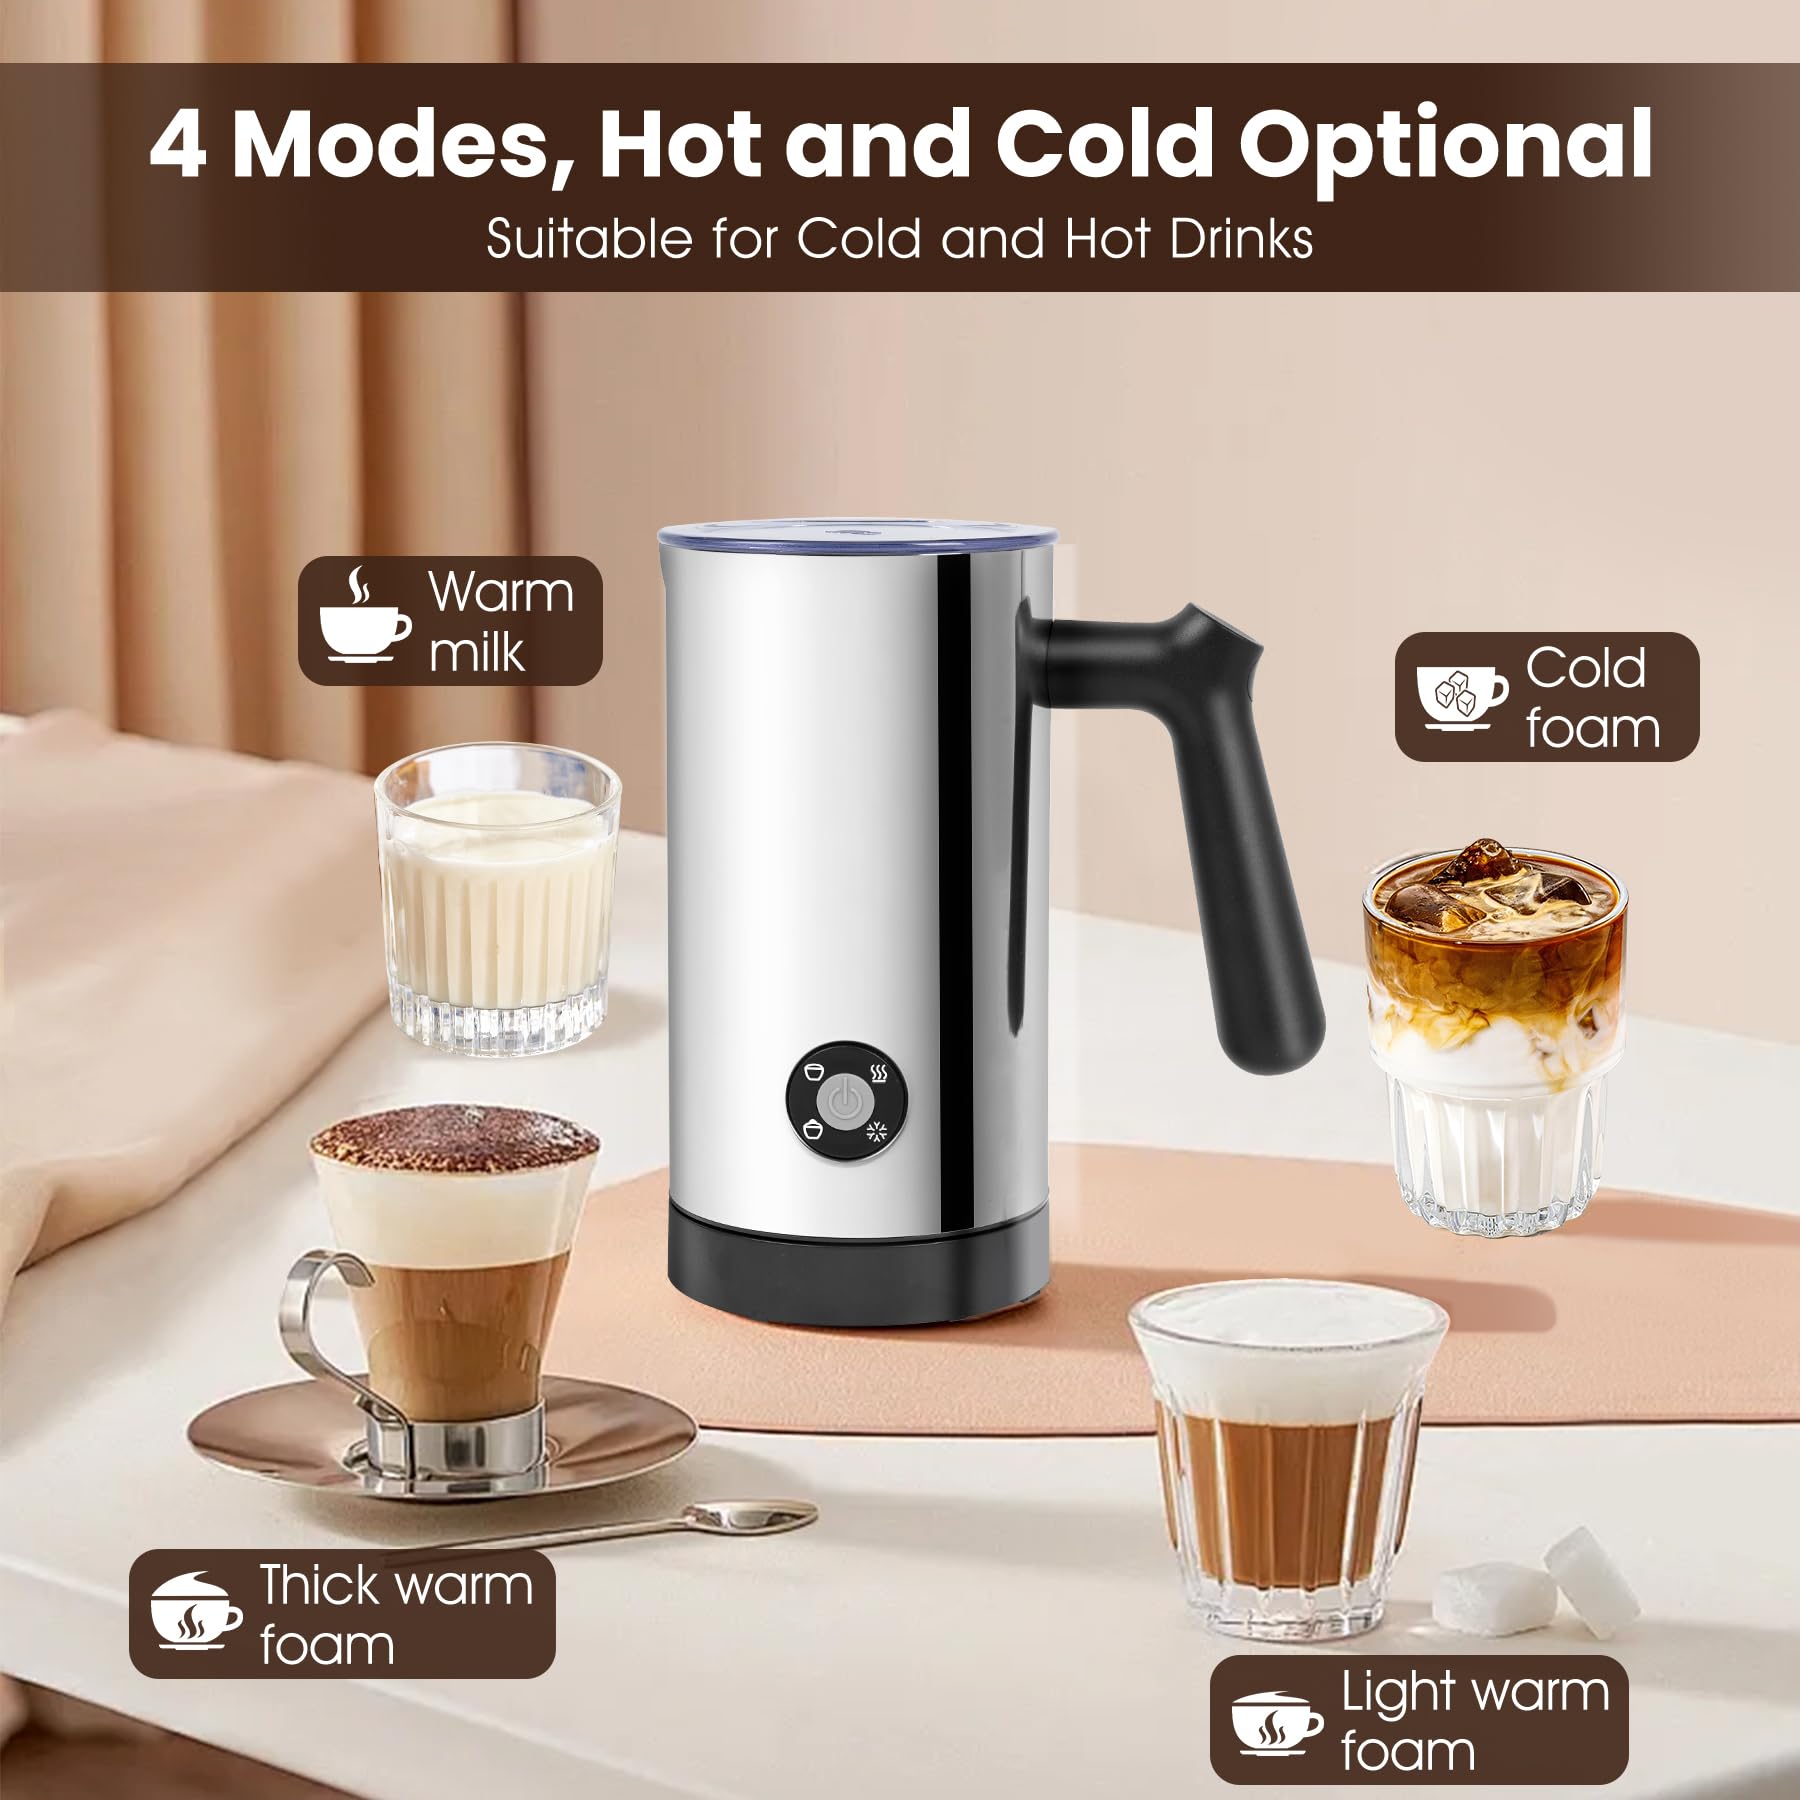 4 Modes, Hot and Cold Optional
Suitable for Cold and Hot Drinks
Warm
milk
Cold
foam
Thick warm
foam
Light warm
foam